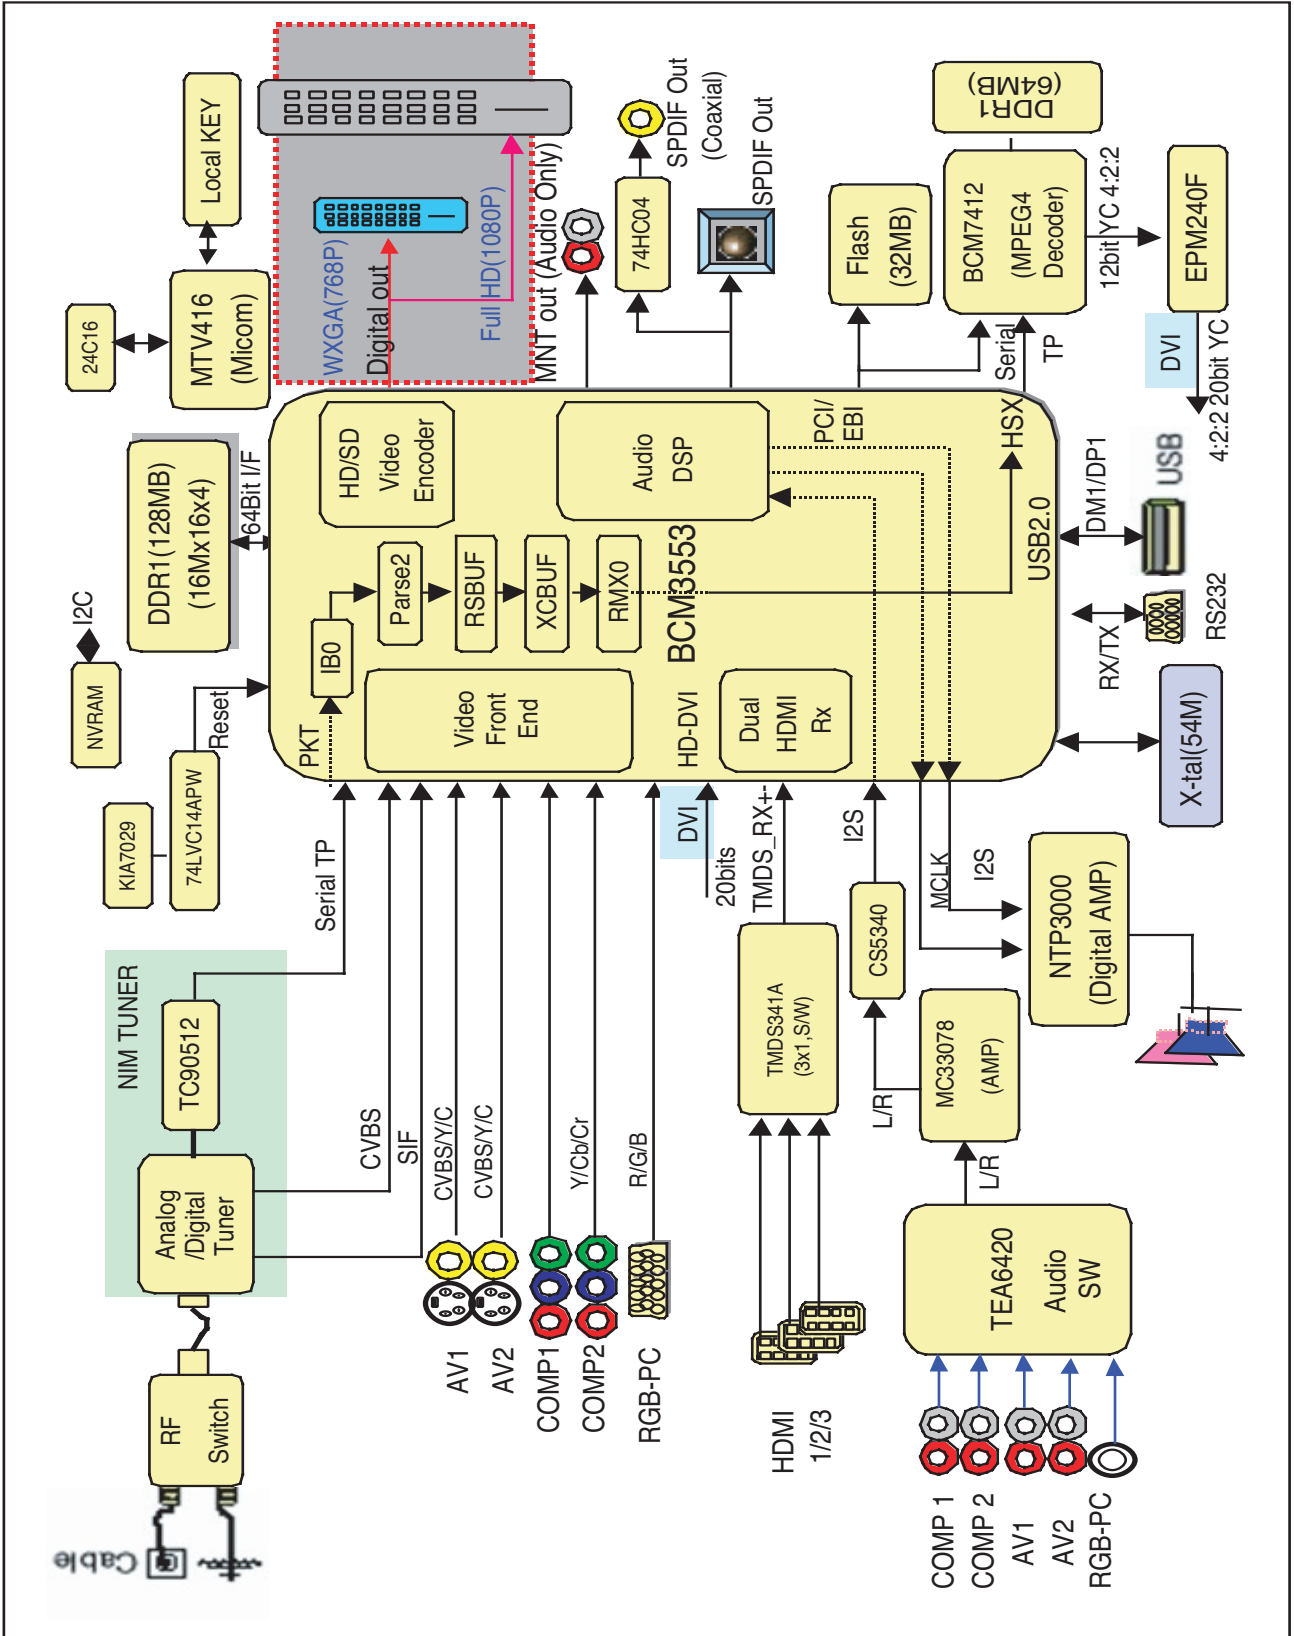 Cable
RF
Switch
NIM TUNER
Analog
/Digital
Tuner
TC90512
KIA7029
74LVC14APW
Reset
NVRAM
I2C
DDR1(128MB)
(16Mx16x4)
64Bit I/F
24C16
MTV416
(Micom)
Local KEY
Serial TP
CVBS
SIF
CVBS/Y/C
CVBS/Y/C
Y/Cb/Cr
R/G/B
AV1
AV2
COMP1
COMP2
RGB-PC
PKT
IB0
Parse2
RSBUF
XCBUF
RMX0
Video
Front
End
HD/SD
Video
Encoder
BCM3553
Audio
DSP
HD-DVI
Dual
HDMI
Rx
PCI/
EBI
HSX
USB2.0
WXGA(768P)
Digital out
Full HD(1080P)
MNT out (Audio Only)
74HC04
SPDIF Out
(Coaxial)
SPDIF Out
Flash
(32MB)
DDR1
(64MB)
BCM7412
(MPEG4
Decoder)
Serial
TP
12bit YC 4:2:2
EPM240F
DVI
4:2:2 20bit YC
DVI
20bits
TMDS_RX+-
TMDS341A
(3x1,S/W)
HDMI
1/2/3
I2S
CS5340
L/R
MC33078
(AMP)
L/R
TEA6420
Audio
SW
COMP 1
COMP 2
AV1
AV2
RGB-PC
MCLK
I2S
NTP3000
(Digital AMP)
X-tal(54M)
RX/TX
RS232
DM1/DP1
USB